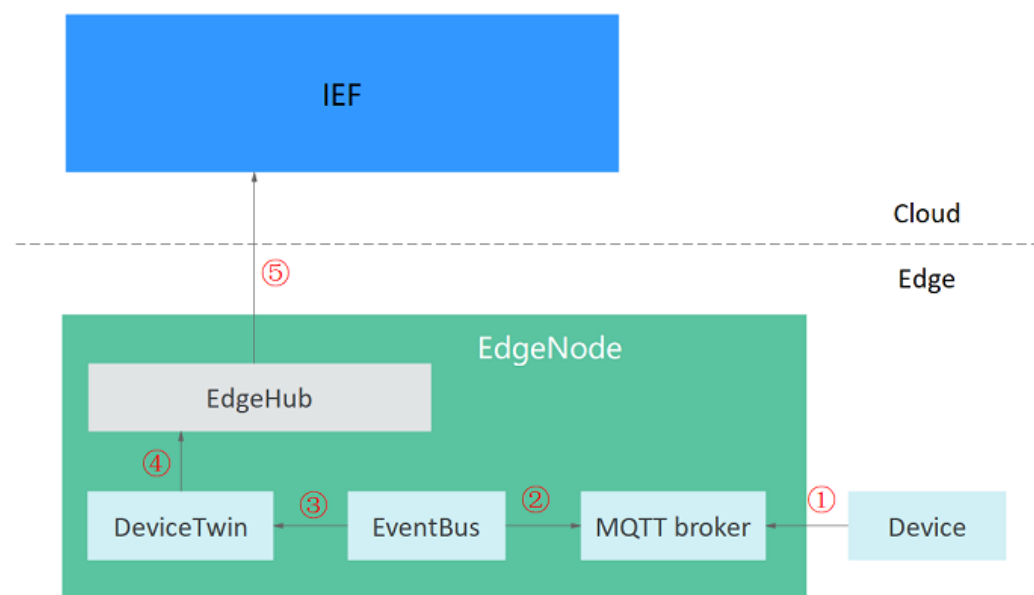 IEF
Cloud
⑤
Edge
EdgeNode
EdgeHub
④
DeviceTwin
③
EventBus
②
MQTT broker
①
Device